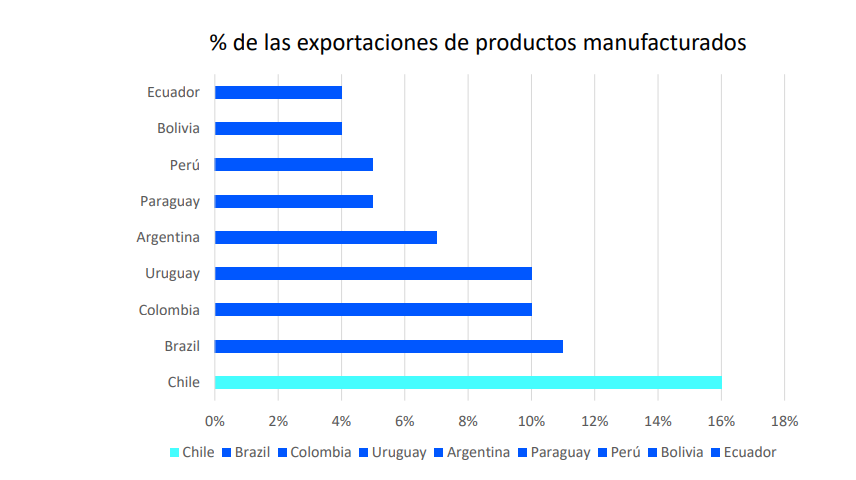 % de las exportaciones de productos manufacturados
Ecuador
Bolivia
Perú
Paraguay
Argentina
Uruguay
Colombia
Brazil
Chile
0% 2% 4% 6% 8% 10% 12% 14% 16% 18%
Chile Brazil Colombia Uruguay Argentina Paraguay Perú Bolivia Ecuador